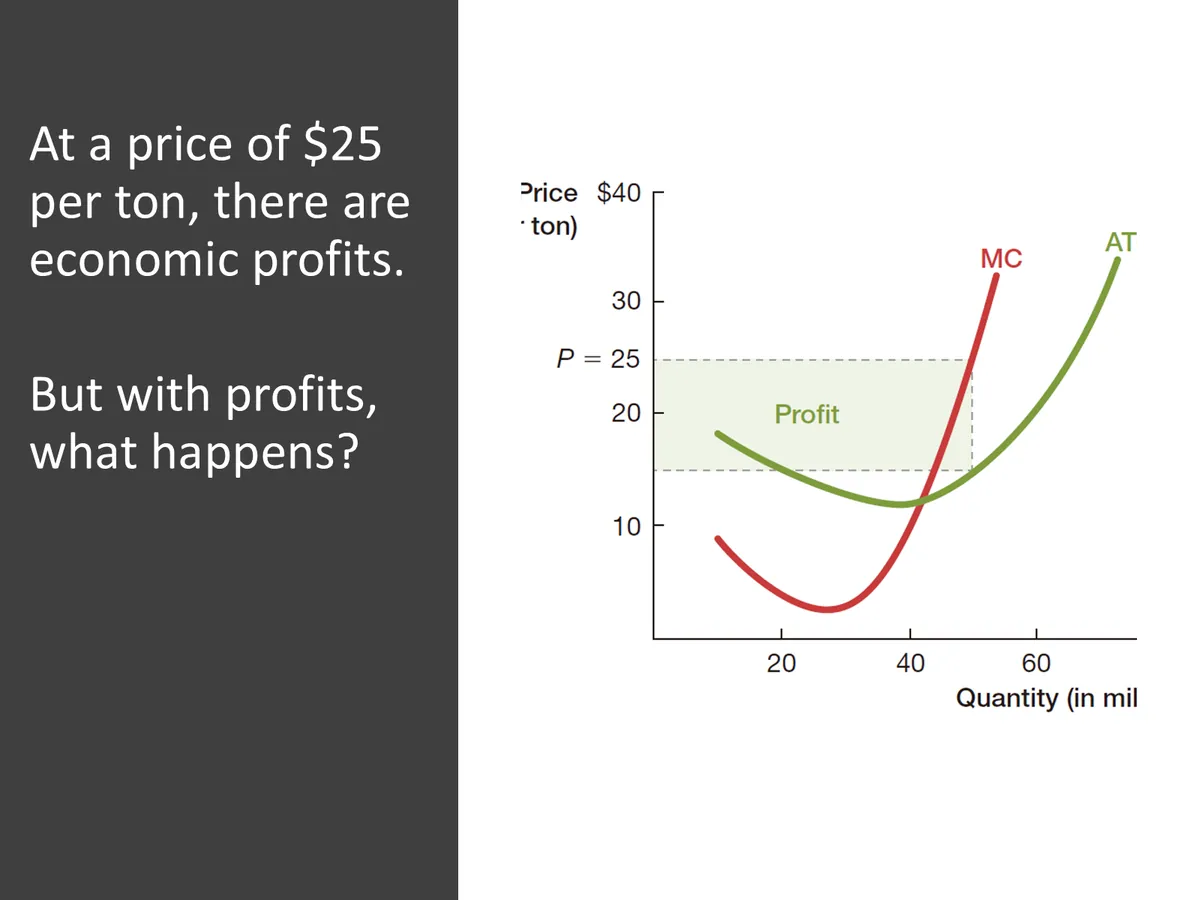 At a price of $25
per ton, there are
economic profits.
But with profits,
what happens?
Price $40
ton)
MC
AT
30
P = 25
20
Profit
10
20 40 60
Quantity (in mil